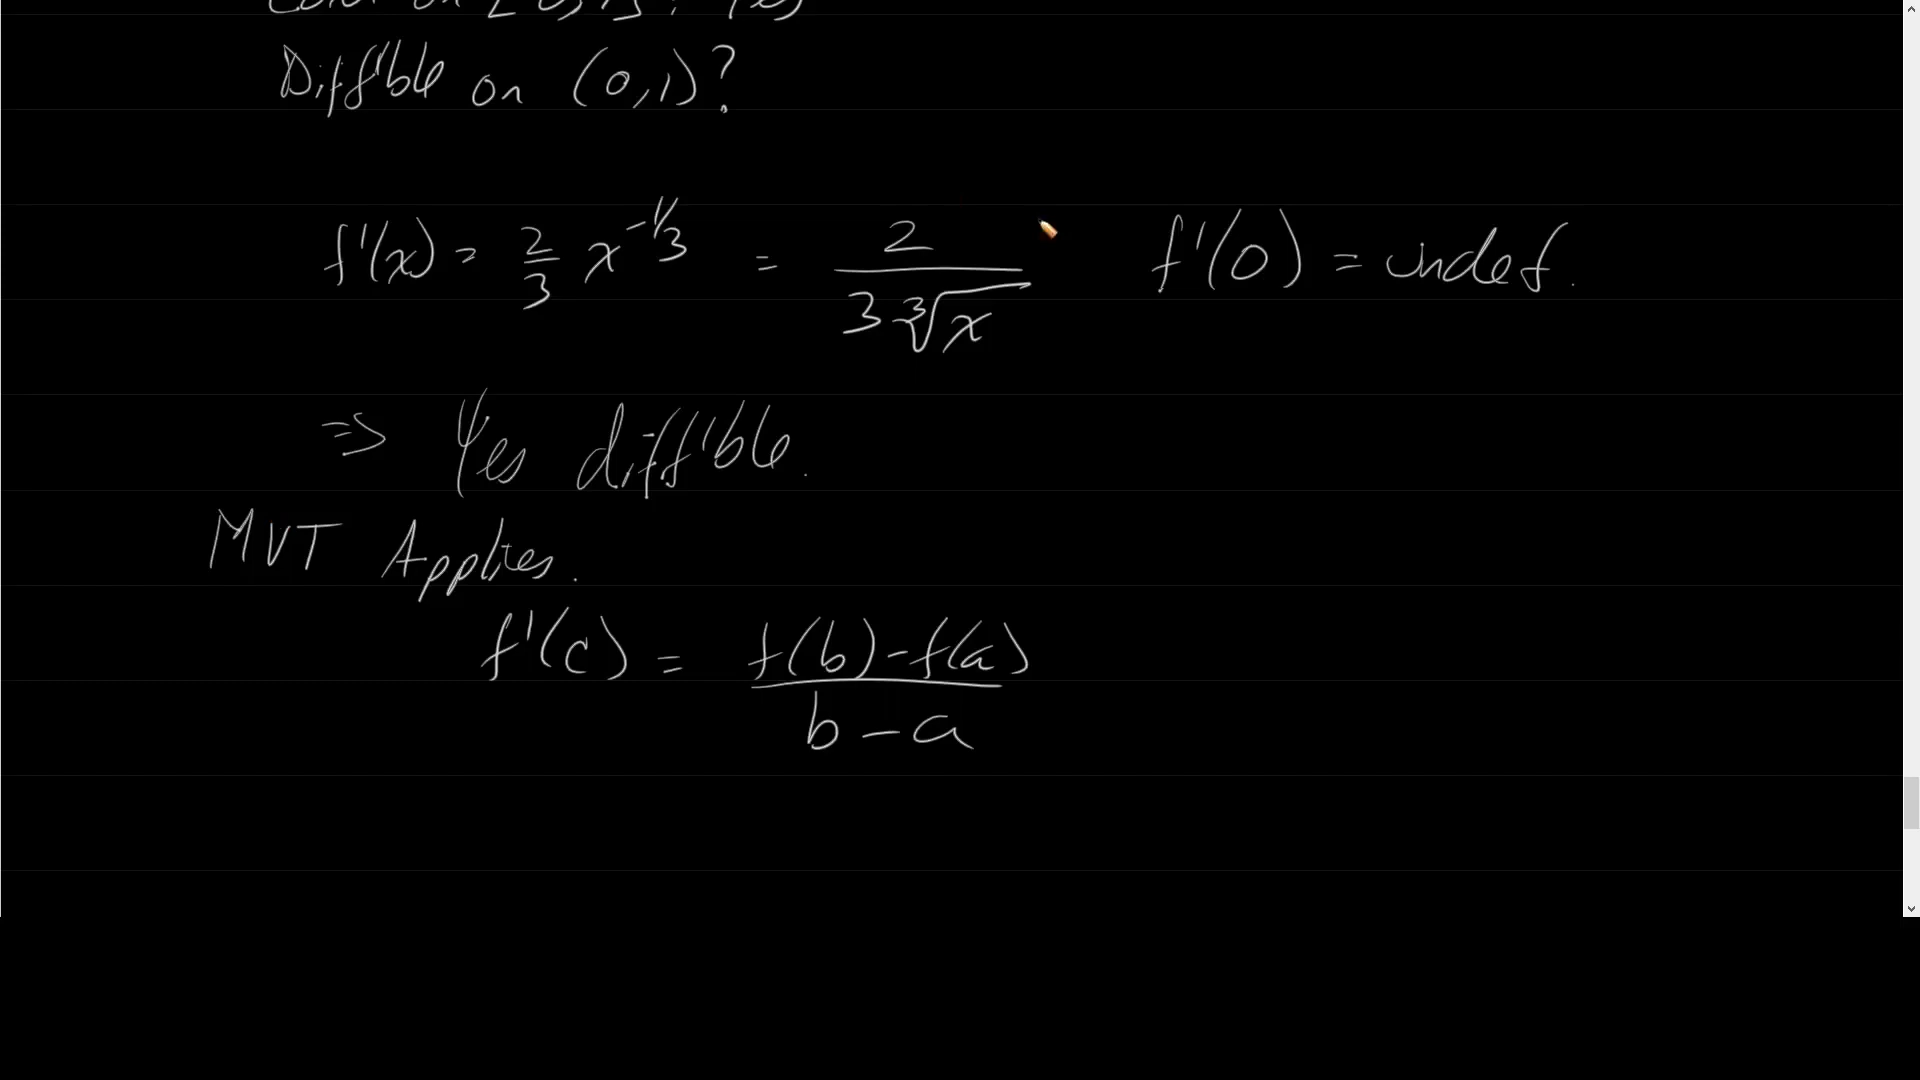 Diff'ble on (0,1)?
f'(x) = 2/3 x^(-1/3) = 2/(3∛x) f'(0) = undef.
=> Yes diff'ble.
MVT Applies.
f'(c) = (f(b)-f(a))/(b-a)